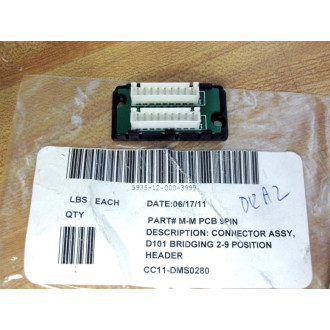 5935-12-000-3999
DRA2
LBS EACH
QTY
DATE:06/17/11
PART# M-M PCB 9PIN
DESCRIPTION: CONNECTOR ASSY,
D101 BRIDGING 2-9 POSITION
HEADER
CC11-DMS0280